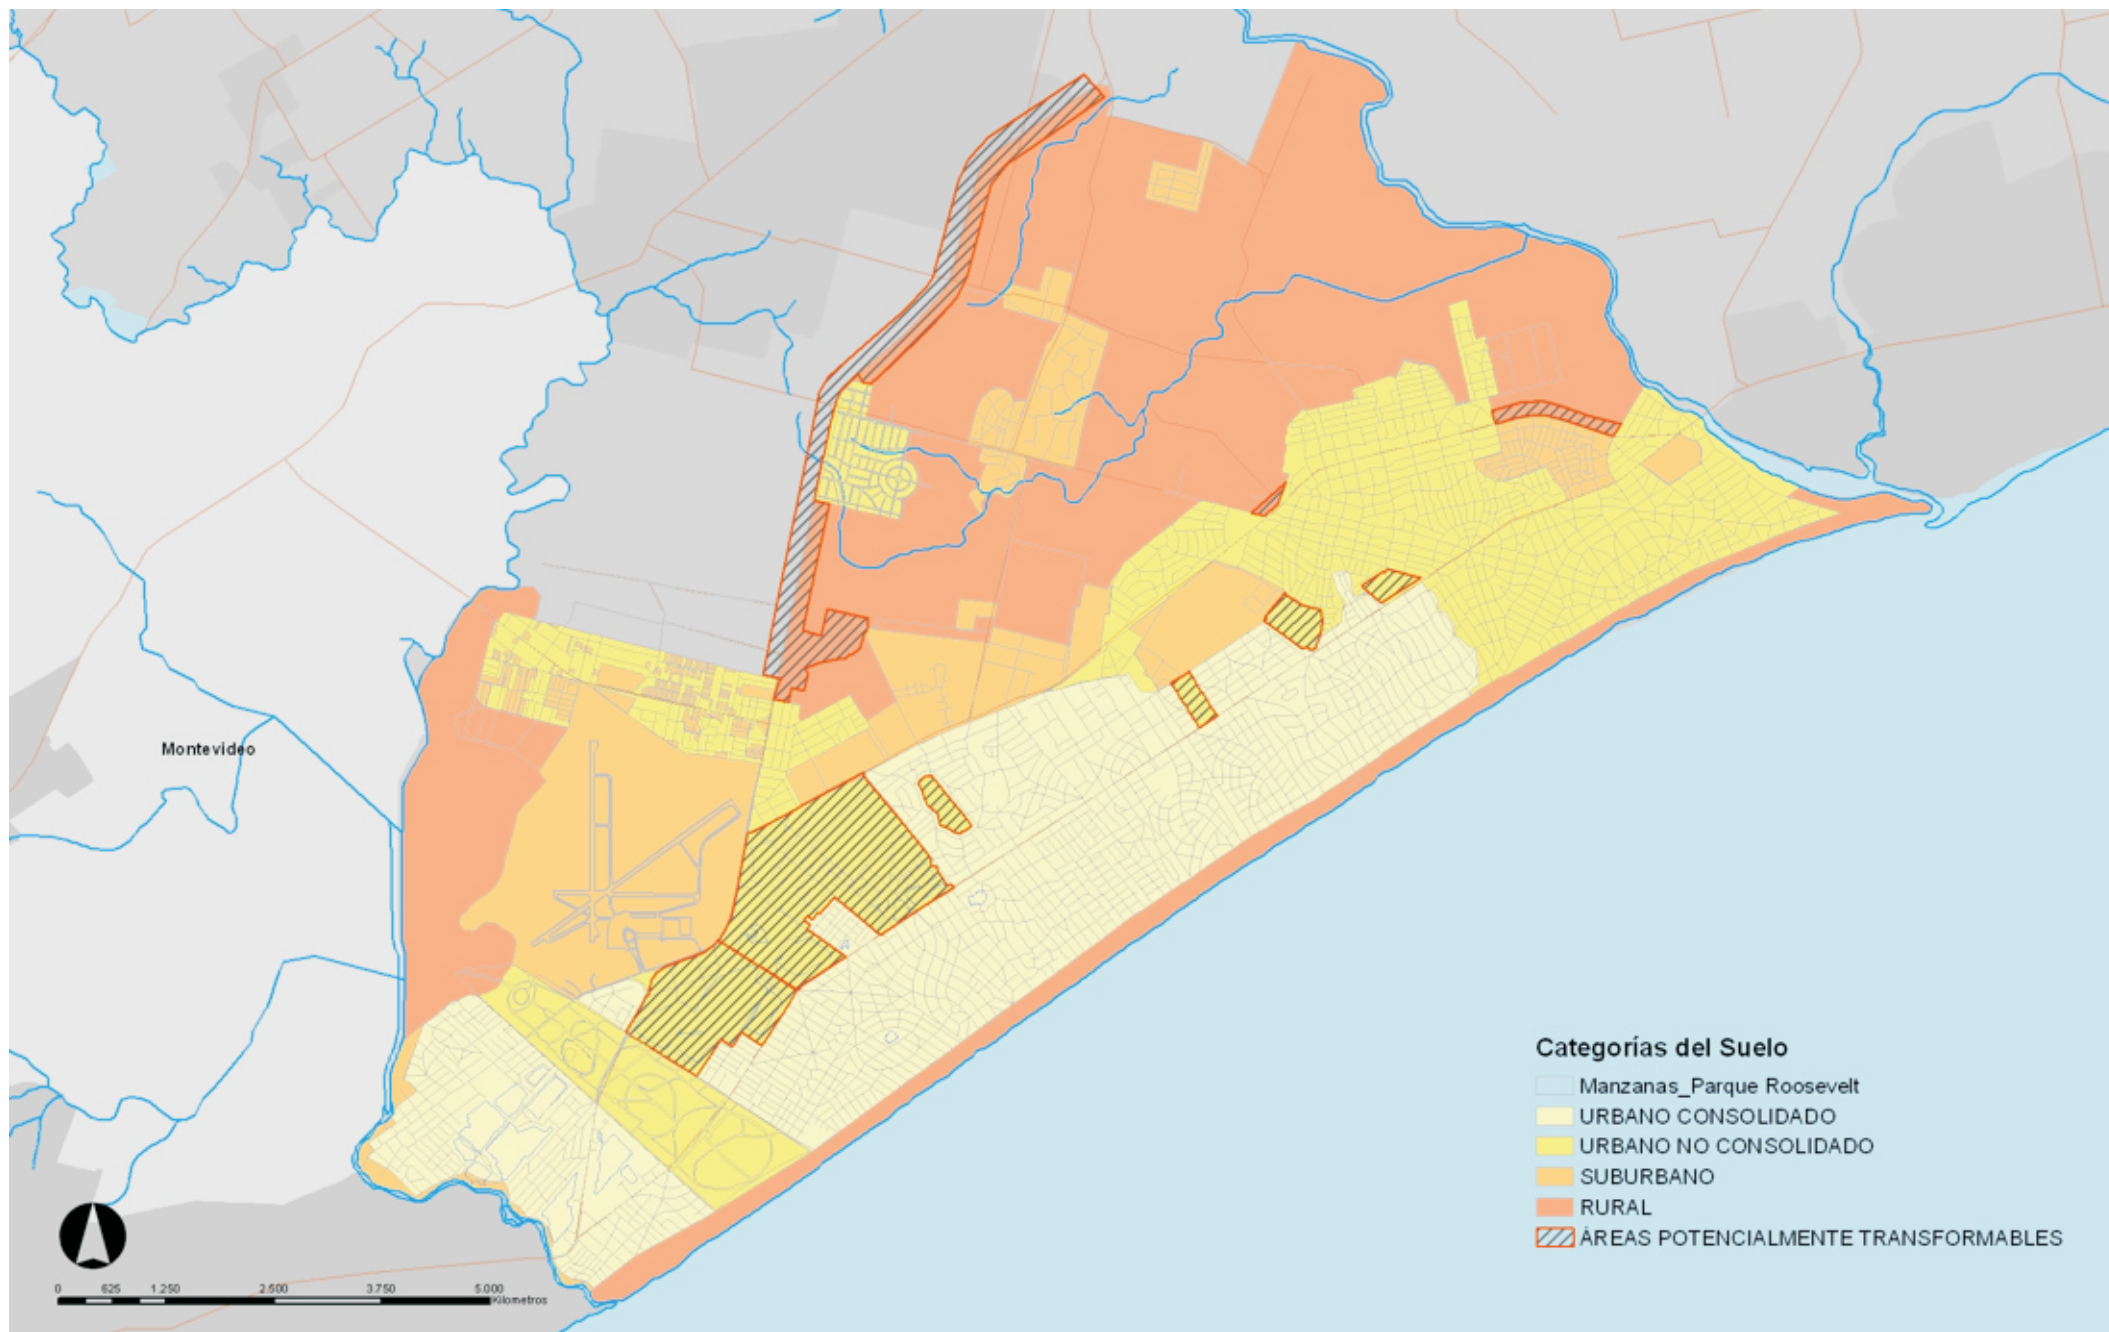 Montevideo
Categorías del Suelo
Manzanas_Parque Roosevelt
URBANO CONSOLIDADO
URBANO NO CONSOLIDADO
SUBURBANO
RURAL
ÁREAS POTENCIALMENTE TRANSFORMABLES
0 625 1.250 2.500 3.750 5.000
Kilometros